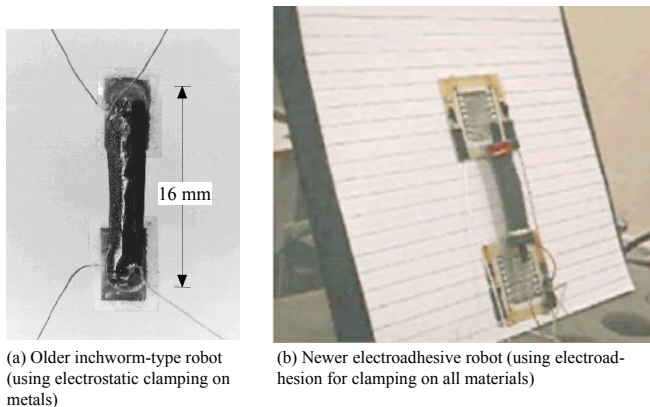 16 mm
(a) Older inchworm-type robot
(using electrostatic clamping on
metals)
(b) Newer electroadhesive robot (using electroad-
hesion for clamping on all materials)